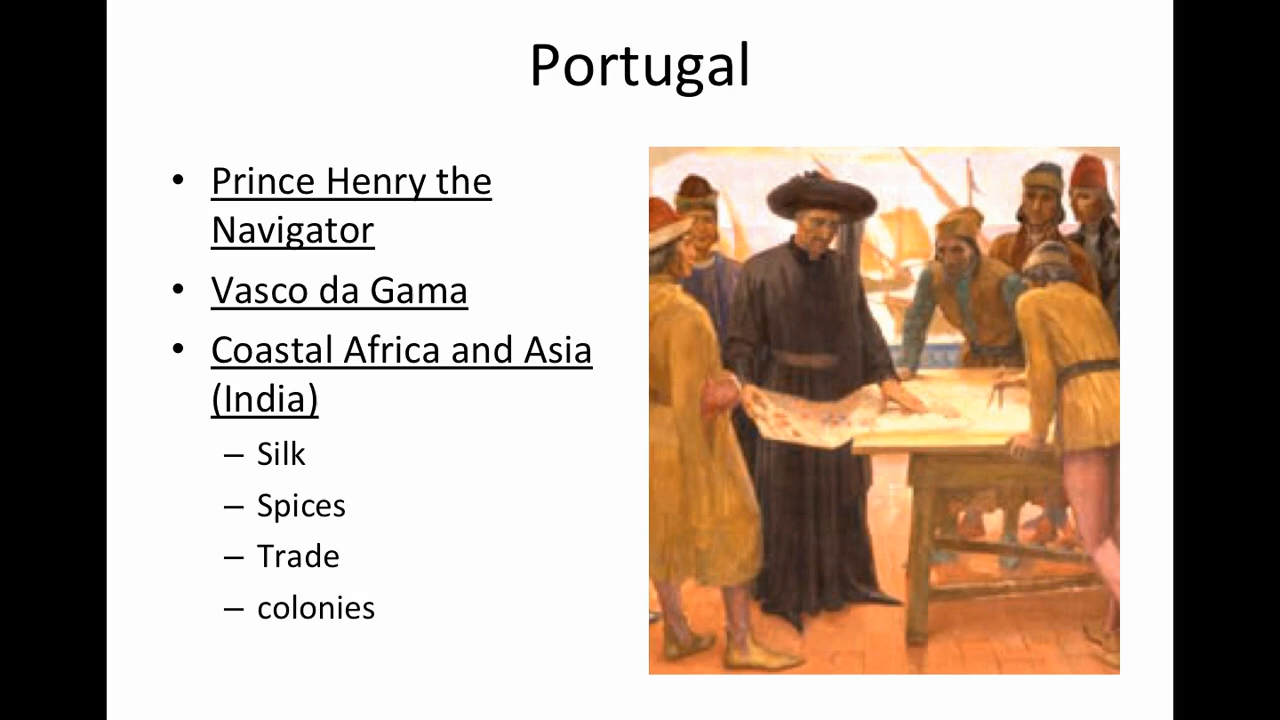 Portugal
• Prince Henry the
Navigator
• Vasco da Gama
• Coastal Africa and Asia
(India)
– Silk
– Spices
– Trade
– colonies